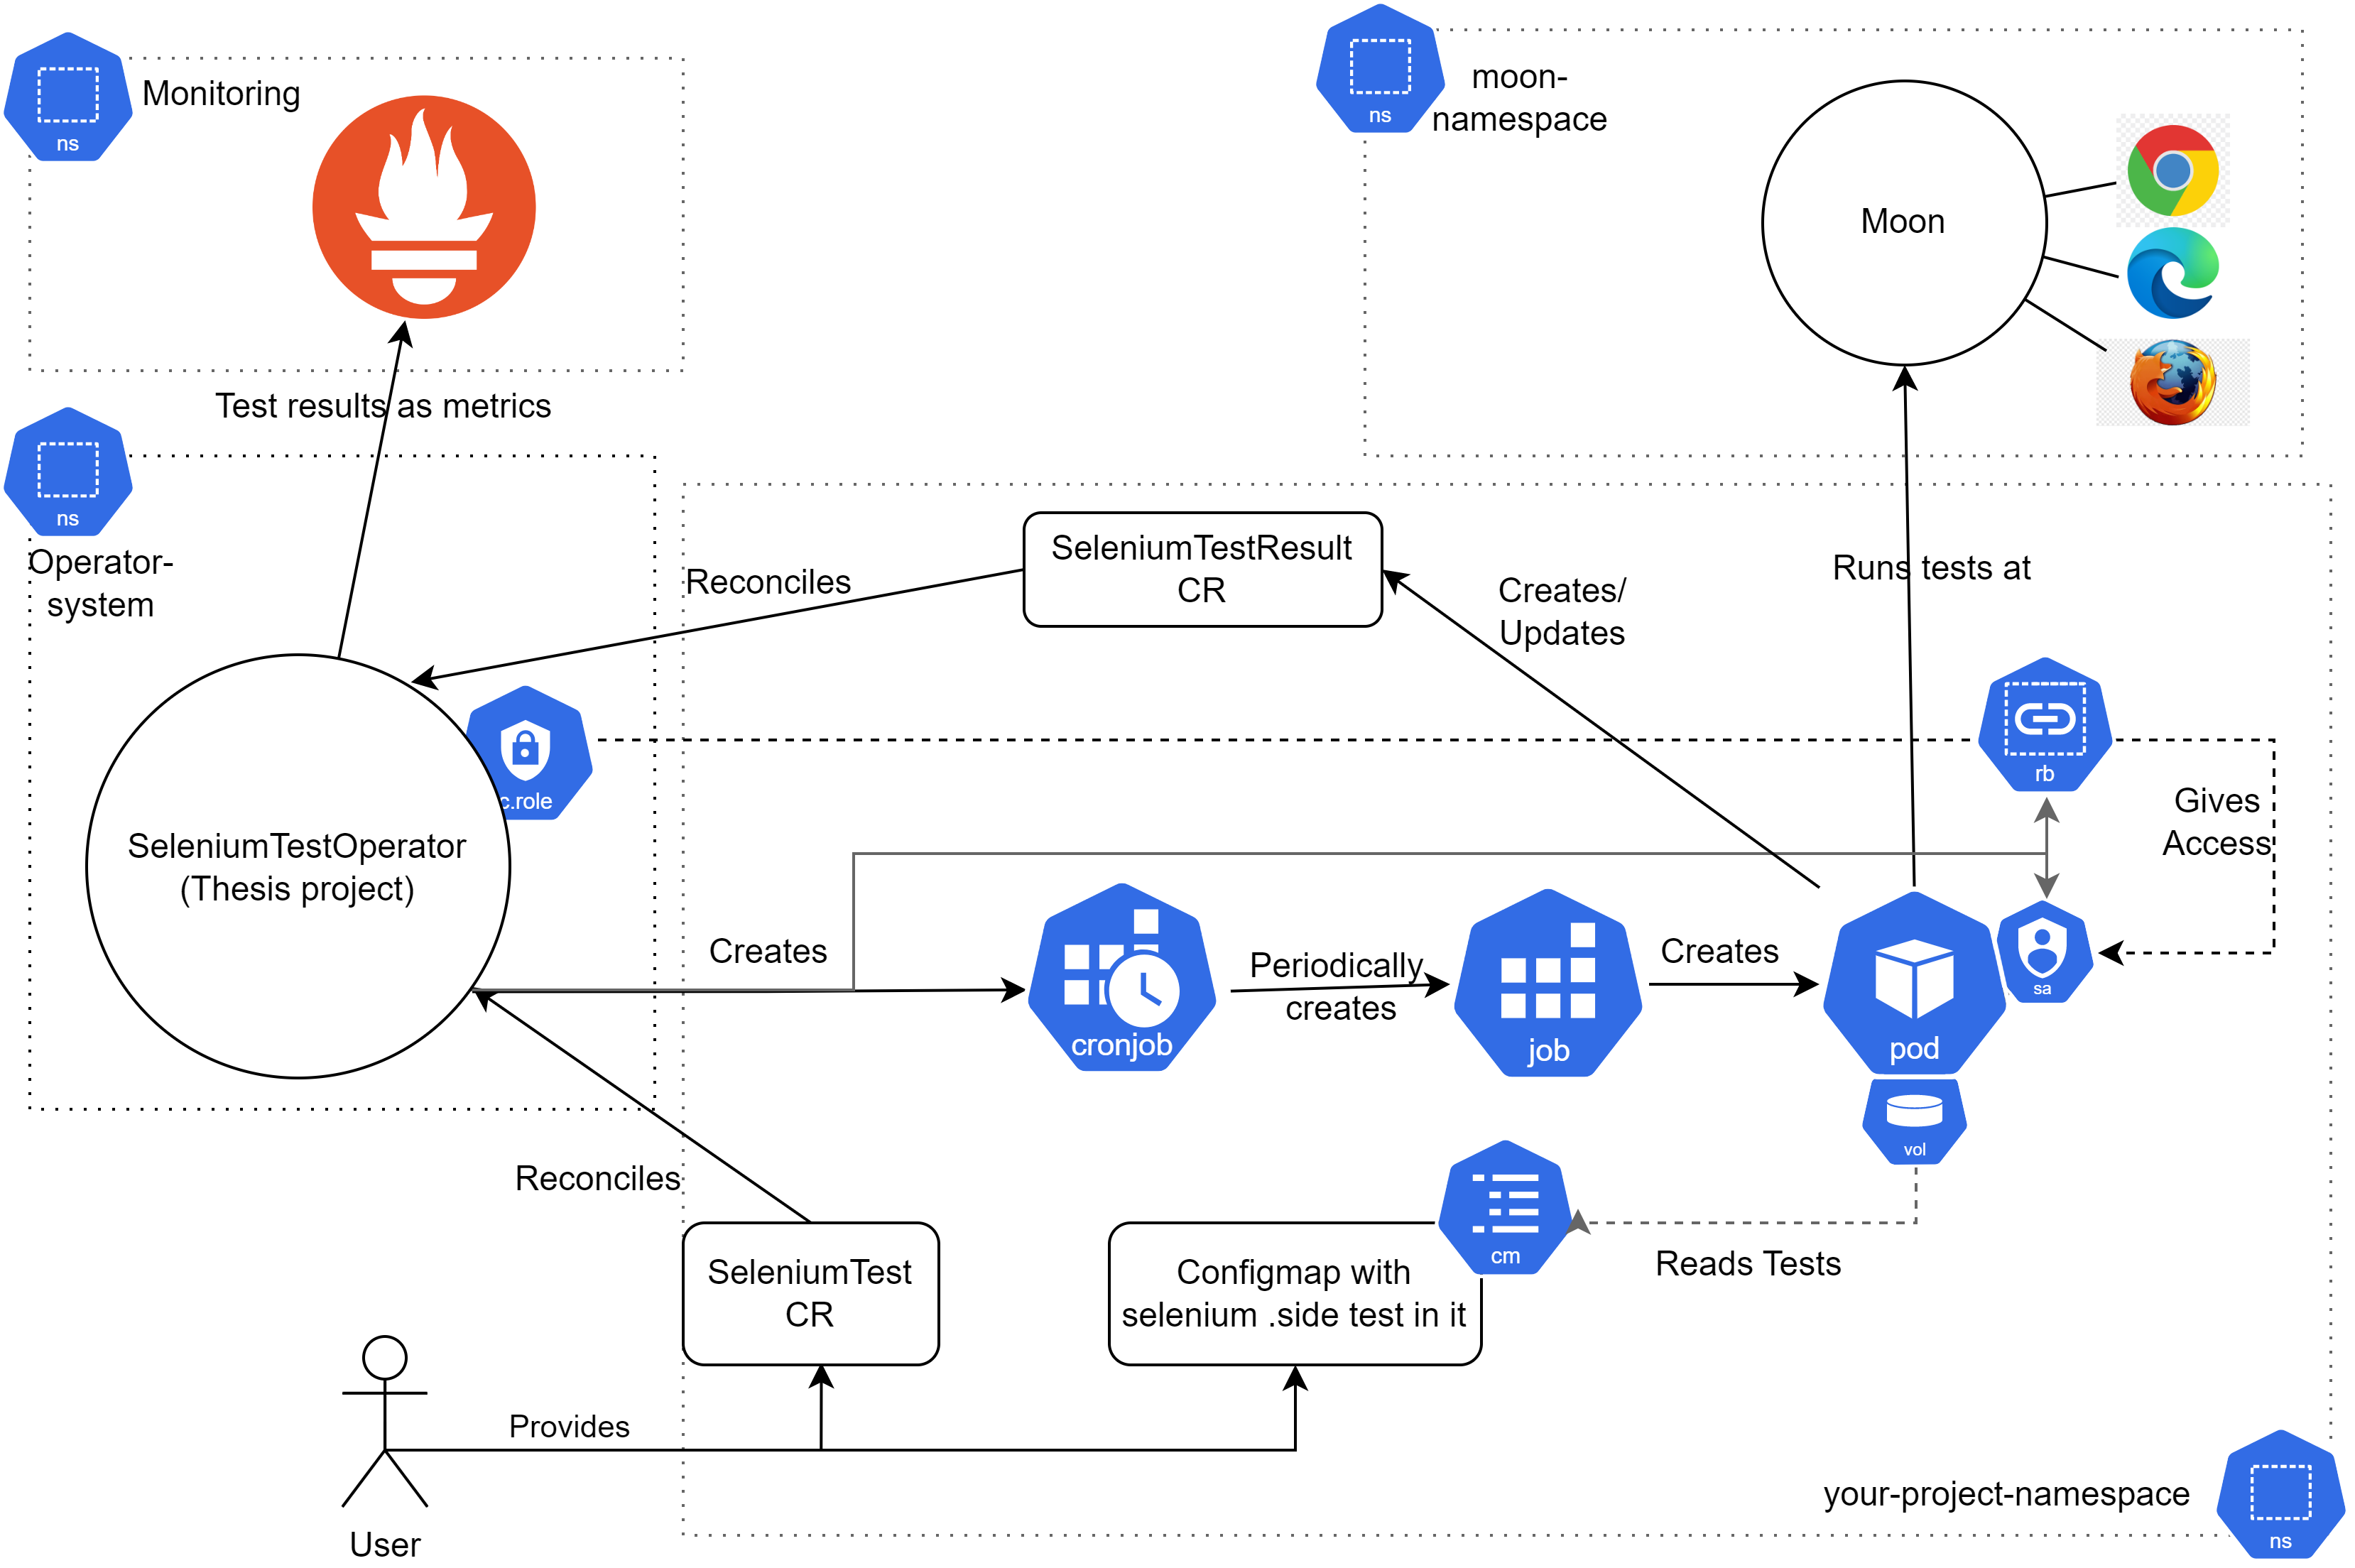 ns
Monitoring
ns
moon-
namespace
Moon
Test results as metrics
ns
Operator-
system
SeleniumTestResult
CR
Reconciles
Creates/
Updates
Runs tests at
rb
c.role
Gives
Access
SeleniumTestOperator
(Thesis project)
Creates
cronjob
Periodically
creates
job
Creates
pod
sa
vol
Reconciles
cm
SeleniumTest
CR
Configmap with
selenium .side test in it
Reads Tests
Provides
User
your-project-namespace
ns